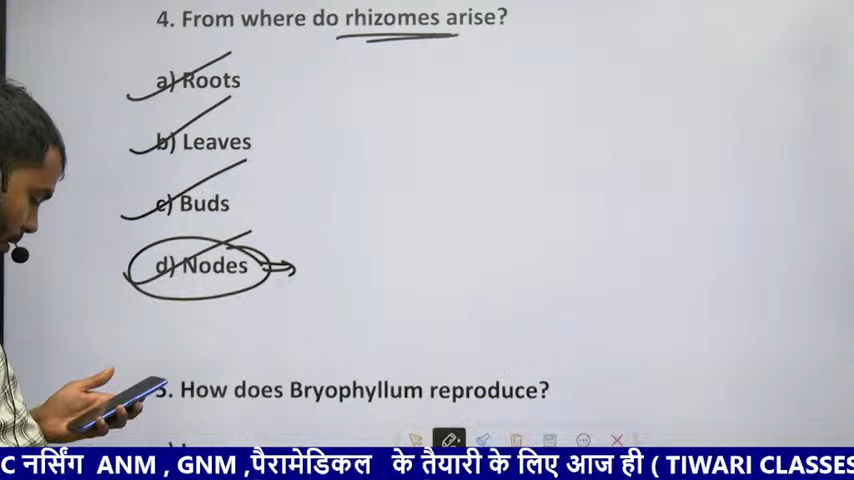 4. From where do rhizomes arise?
a) Roots
b) Leaves
c) Buds
d) Nodes
5. How does Bryophyllum reproduce?
C नर्सिंग ANM , GNM ,पैरामेडिकल के तैयारी के लिए आज ही ( TIWARI CLASSES